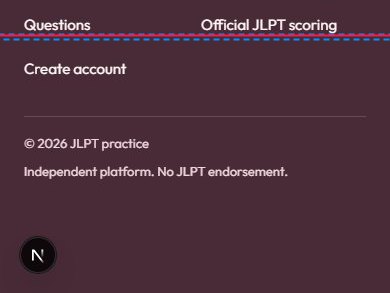 Questions
Official JLPT scoring
Create account
© 2026 JLPT practice
Independent platform. No JLPT endorsement.
N